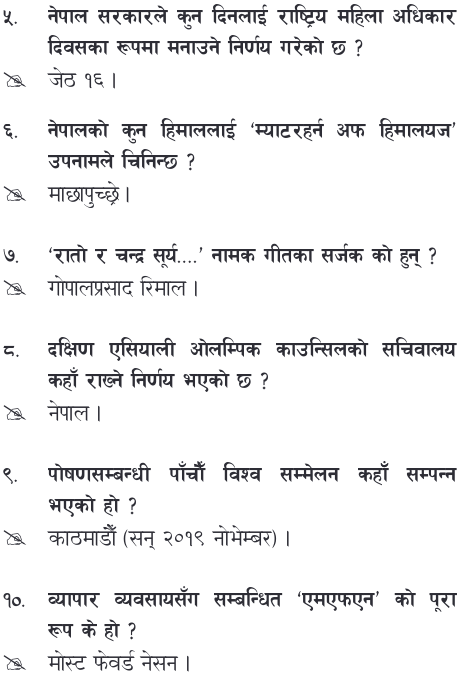 ५. नेपाल सरकारले कुन दिनलाई राष्ट्रिय महिला अधिकार
दिवसका रूपमा मनाउने निर्णय गरेको छ ?
जेठ १६ ।
६. नेपालको कुन हिमाललाई ‘म्याटरहर्न अफ हिमालयज’
उपनामले चिनिन्छ ?
माछापुच्छ्रे ।
७. ‘रातो र चन्द्र सूर्य....’ नामक गीतका सर्जक को हुन् ?
गोपालप्रसाद रिमाल ।
८. दक्षिण एसियाली ओलम्पिक काउन्सिलको सचिवालय
कहाँ राख्ने निर्णय भएको छ ?
नेपाल ।
९. पोषणसम्बन्धी पाँचौँ विश्व सम्मेलन कहाँ सम्पन्न
भएको हो ?
काठमाडौँ (सन् २०१९ नोभेम्बर) ।
१०. व्यापार व्यवसायसँग सम्बन्धित ‘एमएफएन’ को पूरा
रूप के हो ?
मोस्ट फेवर्ड नेसन ।